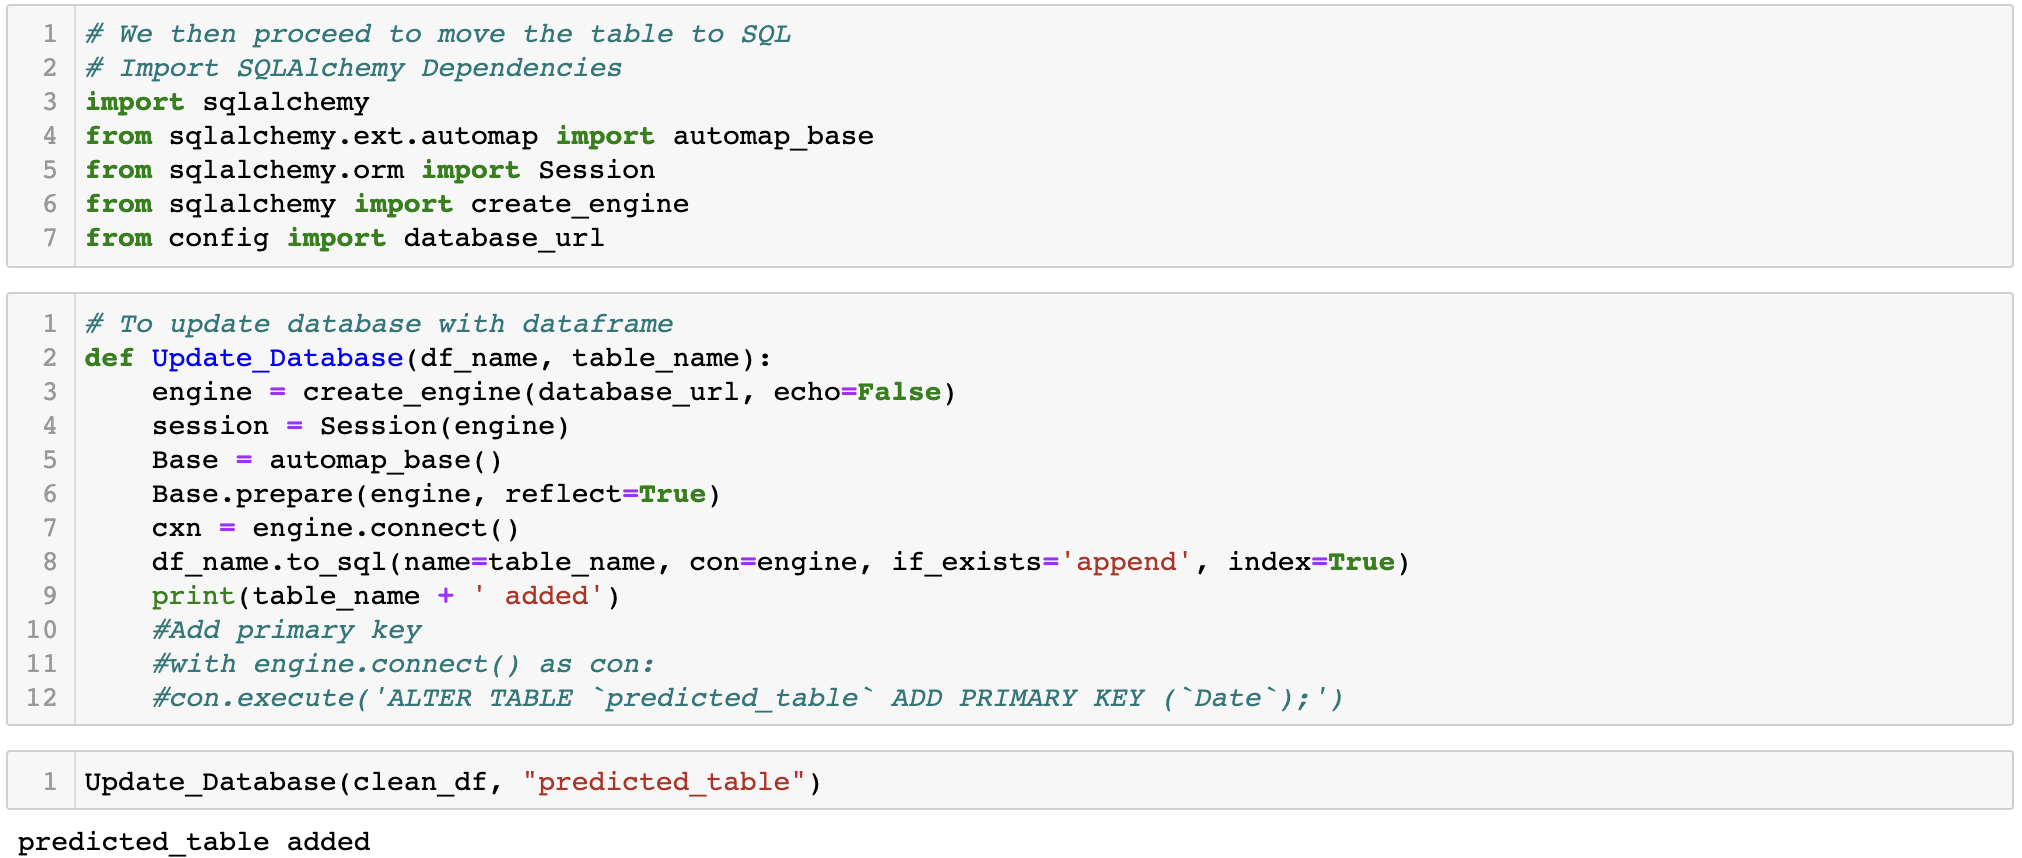 1 # We then proceed to move the table to SQL
2 # Import SQLAlchemy Dependencies
3 import sqlalchemy
4 from sqlalchemy.ext.automap import automap_base
5 from sqlalchemy.orm import Session
6 from sqlalchemy import create_engine
7 from config import database_url
1 # To update database with dataframe
2 def Update_Database(df_name, table_name):
3     engine = create_engine(database_url, echo=False)
4     session = Session(engine)
5     Base = automap_base()
6     Base.prepare(engine, reflect=True)
7     cxn = engine.connect()
8     df_name.to_sql(name=table_name, con=engine, if_exists='append', index=True)
9     print(table_name + ' added')
10     #Add primary key
11     #with engine.connect() as con:
12     #con.execute('ALTER TABLE `predicted_table` ADD PRIMARY KEY (`Date`);')
1 Update_Database(clean_df, "predicted_table")
predicted_table added